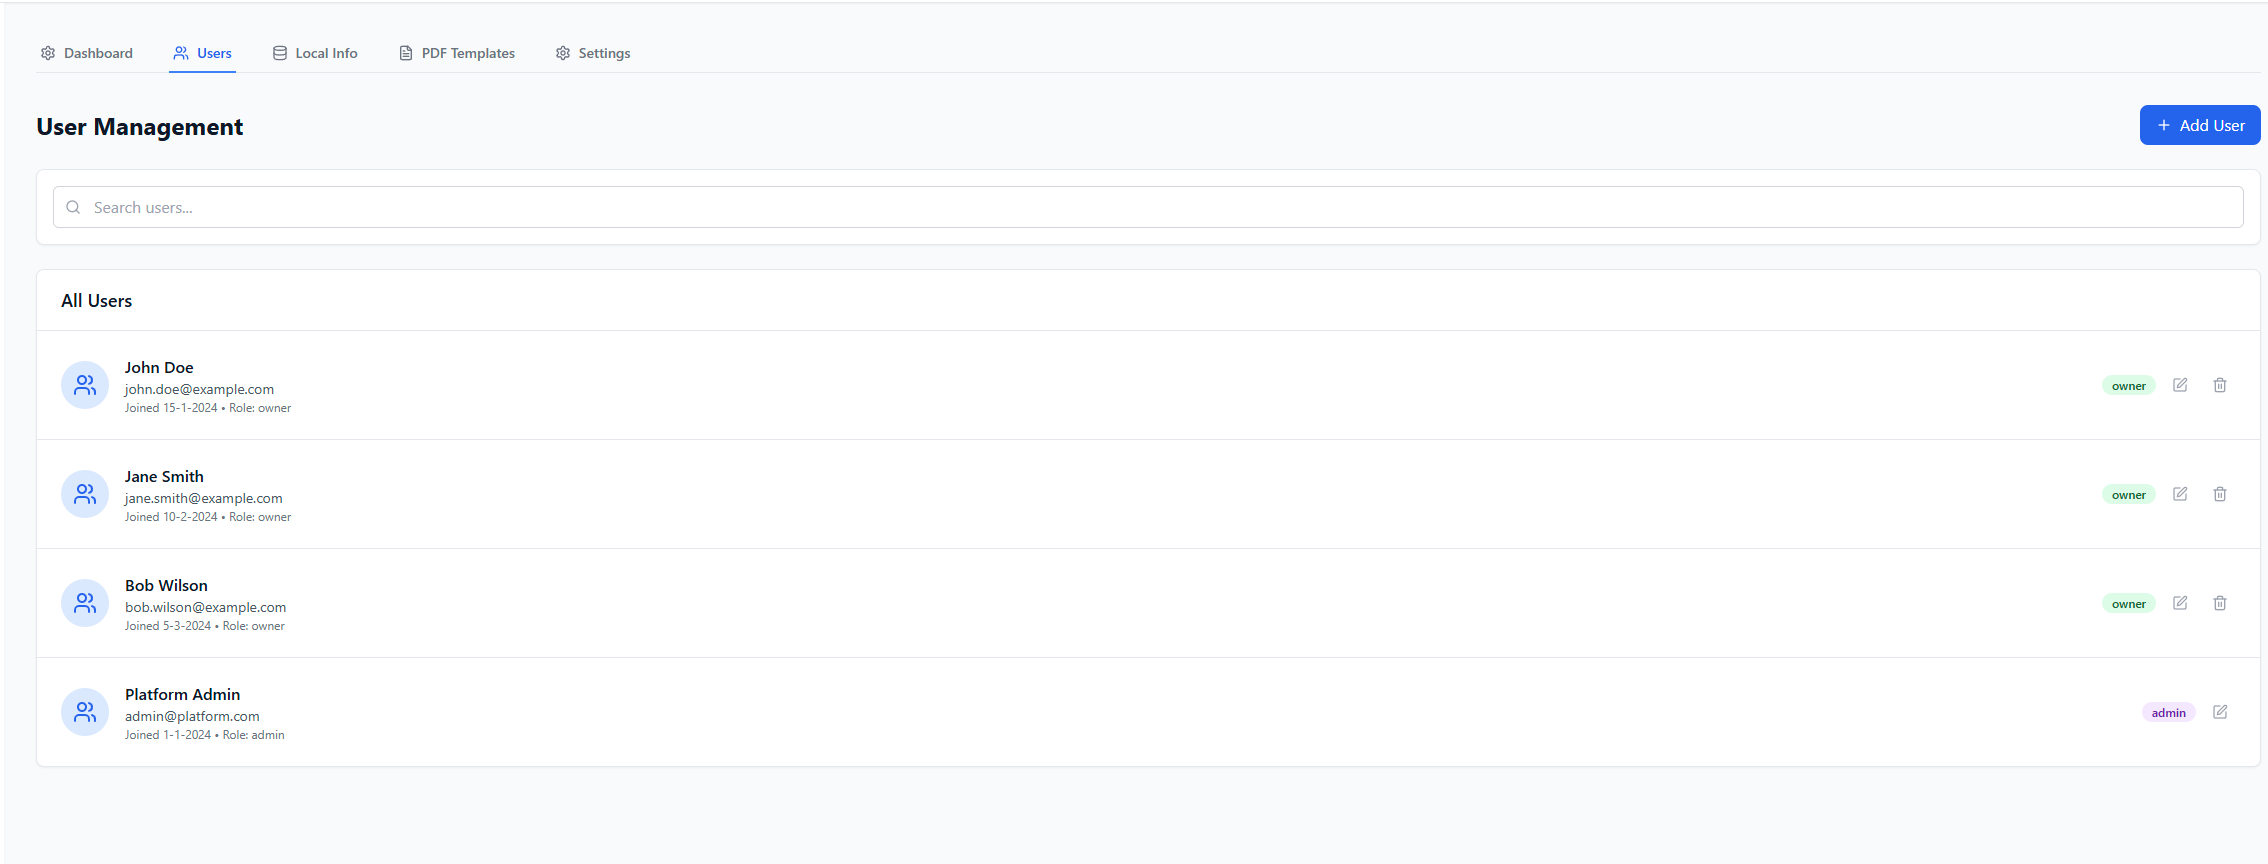 Dashboard Users Local Info PDF Templates Settings
User Management
+ Add User
Search users...
All Users
John Doe
john.doe@example.com
Joined 15-1-2024 • Role: owner
owner
Jane Smith
jane.smith@example.com
Joined 10-2-2024 • Role: owner
owner
Bob Wilson
bob.wilson@example.com
Joined 5-3-2024 • Role: owner
owner
Platform Admin
admin@platform.com
Joined 1-1-2024 • Role: admin
admin